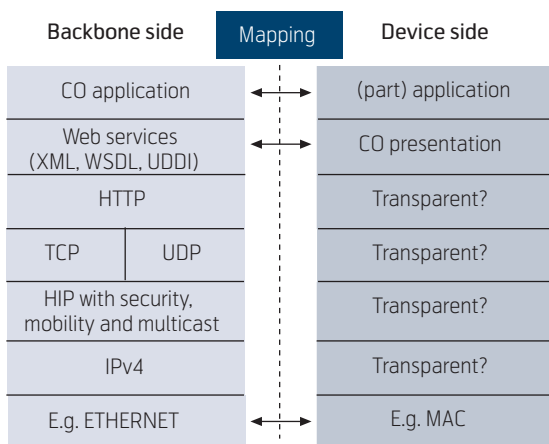 Backbone side Mapping Device side
CO application (part) application
Web services
(XML, WSDL, UDDI) CO presentation
HTTP Transparent?
TCP UDP Transparent?
HIP with security,
mobility and multicast Transparent?
IPv4 Transparent?
E.g. ETHERNET E.g. MAC